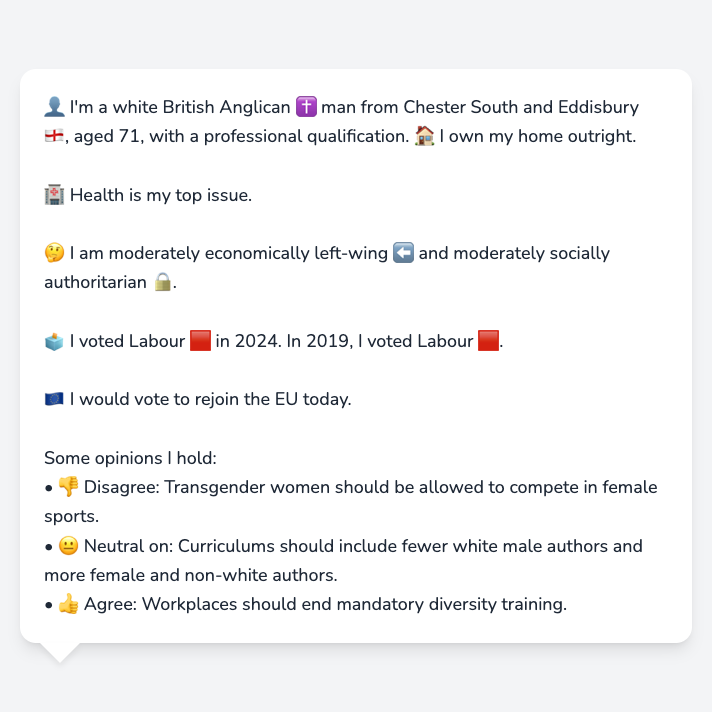 👤 I'm a white British Anglican ✝️ man from Chester South and Eddisbury
🏴󠁧󠁢󠁥󠁮󠁧󠁿, aged 71, with a professional qualification. 🏠 I own my home outright.
🏥 Health is my top issue.
🤔 I am moderately economically left-wing ⬅️ and moderately socially
authoritarian 🔒.
🗳️ I voted Labour 🟥 in 2024. In 2019, I voted Labour 🟥.
🇪🇺 I would vote to rejoin the EU today.
Some opinions I hold:
• 👎 Disagree: Transgender women should be allowed to compete in female
sports.
• 😐 Neutral on: Curriculums should include fewer white male authors and
more female and non-white authors.
• 👍 Agree: Workplaces should end mandatory diversity training.